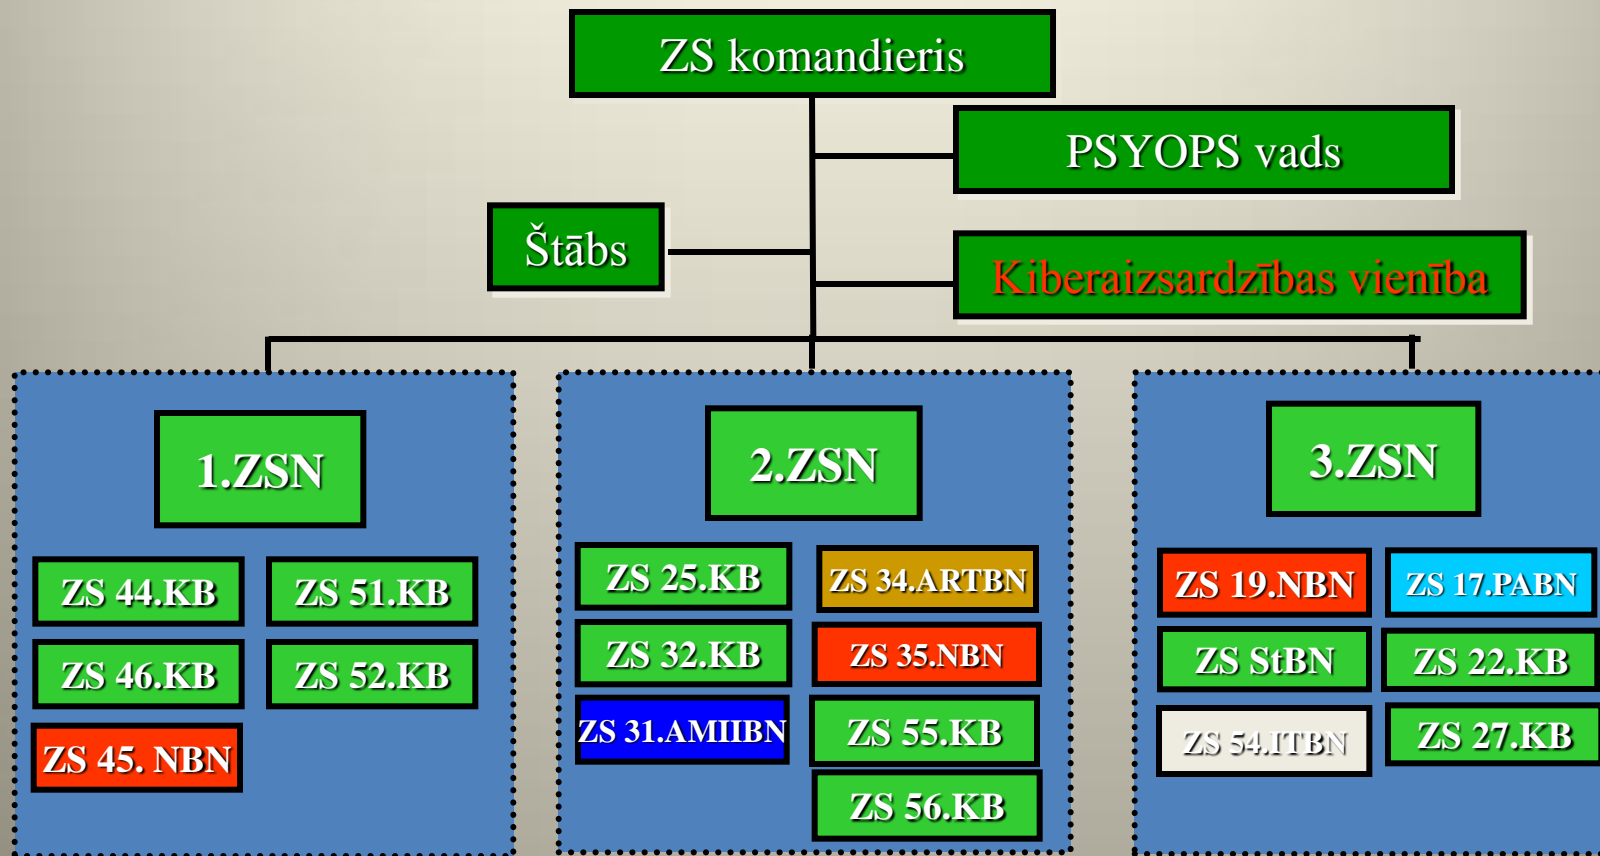 ZS komandieris
PSYOPS vads
Štābs
Kiberaizsardzības vienība
1.ZSN
ZS 44.KB
ZS 51.KB
ZS 46.KB
ZS 52.KB
ZS 45. NBN
2.ZSN
ZS 25.KB
ZS 34.ARTBN
ZS 32.KB
ZS 35.NBN
ZS 31.AMIIBN
ZS 55.KB
ZS 56.KB
3.ZSN
ZS 19.NBN
ZS 17.PABN
ZS StBN
ZS 22.KB
ZS 54.ITBN
ZS 27.KB